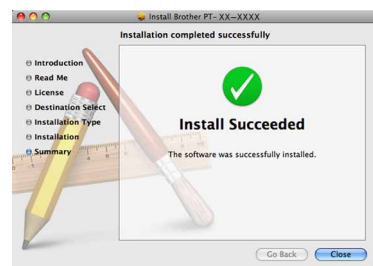 Install Brother PT- XX—XXXX
Installation completed successfully
Introduction
Read Me
License
Destination Select
Installation Type
Installation
Summary
Install Succeeded
The software was successfully installed.
Go Back
Close